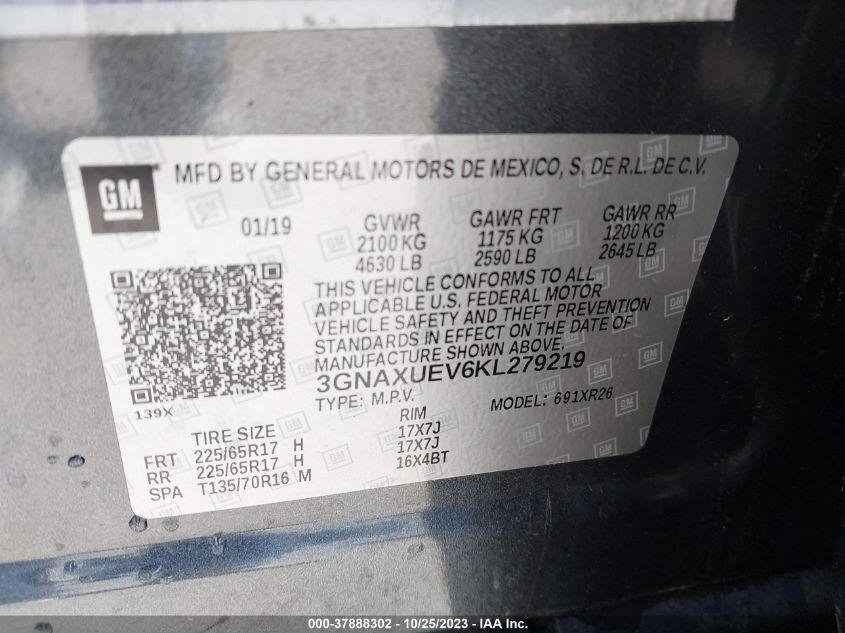 GM
MFD BY GENERAL MOTORS DE MEXICO, S. DE R.L. DE C.V.
01/19 GVWR GAWR FRT GAWR RR
2100 KG 1175 KG 1200 KG
4630 LB 2590 LB 2645 LB
THIS VEHICLE CONFORMS TO ALL
APPLICABLE U.S. FEDERAL MOTOR
VEHICLE SAFETY AND THEFT PREVENTION
STANDARDS IN EFFECT ON THE DATE OF
MANUFACTURE SHOWN ABOVE.
3GNAXUEV6KL279219
139X
TYPE: M.P.V. MODEL: 691XR26
TIRE SIZE RIM
FRT 225/65R17 H 17X7J
RR 225/65R17 H 17X7J
SPA T135/70R16 M 16X4BT
000-37888302 - 10/25/2023 - IAA Inc.